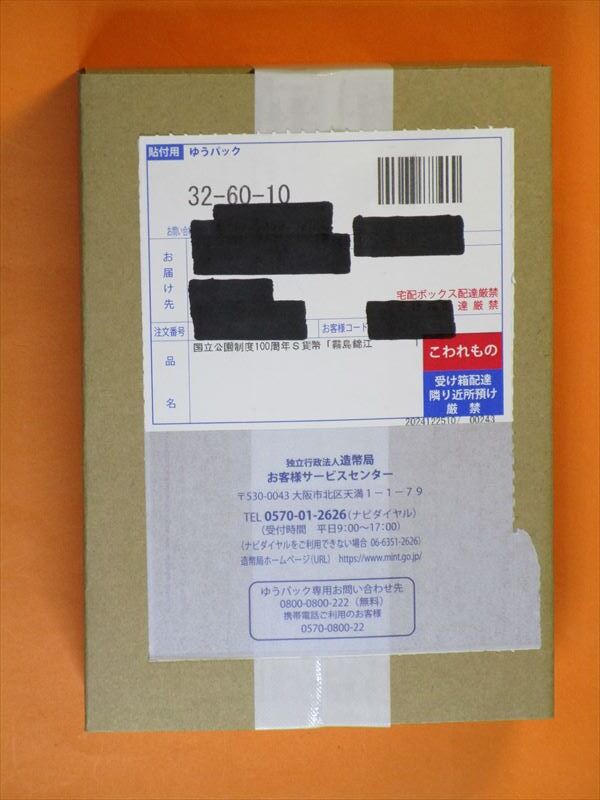 貼付用 ゆうパック
32-60-10
お問い合
お届け先
宅配ボックス配達厳禁
達厳禁
注文番号
お客様コード
品名
国立公園制度100周年S貨幣「霧島錦江
こわれもの
受け箱配達
隣り近所預け
厳禁
2024122510/ 00243
独立行政法人造幣局
お客様サービスセンター
〒530-0043 大阪市北区天満1-1-79
TEL 0570-01-2626(ナビダイヤル)
(受付時間 平日9:00~17:00)
(ナビダイヤルをご利用できない場合 06-6351-2626)
造幣局ホームページ(URL) https://www.mint.go.jp/
ゆうパック専用お問い合わせ先
0800-0800-222(無料)
携帯電話ご利用のお客様
0570-0800-22